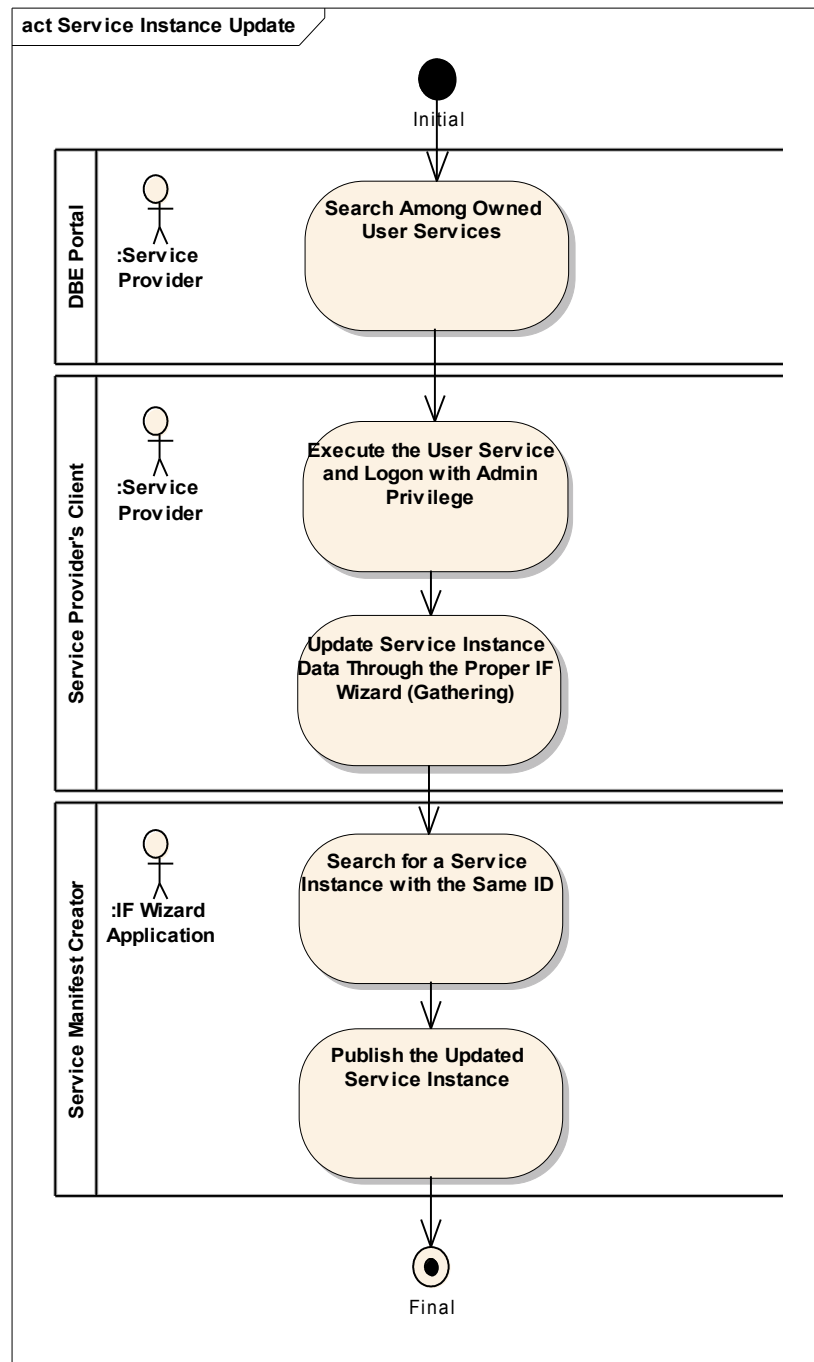 act Service Instance Update
Initial
DBE Portal
:Service
Provider
Search Among Owned
User Services
Service Provider's Client
:Service
Provider
Execute the User Service
and Logon with Admin
Privilege
Update Service Instance
Data Through the Proper IF
Wizard (Gathering)
Service Manifest Creator
:IF Wizard
Application
Search for a Service
Instance with the Same ID
Publish the Updated
Service Instance
Final